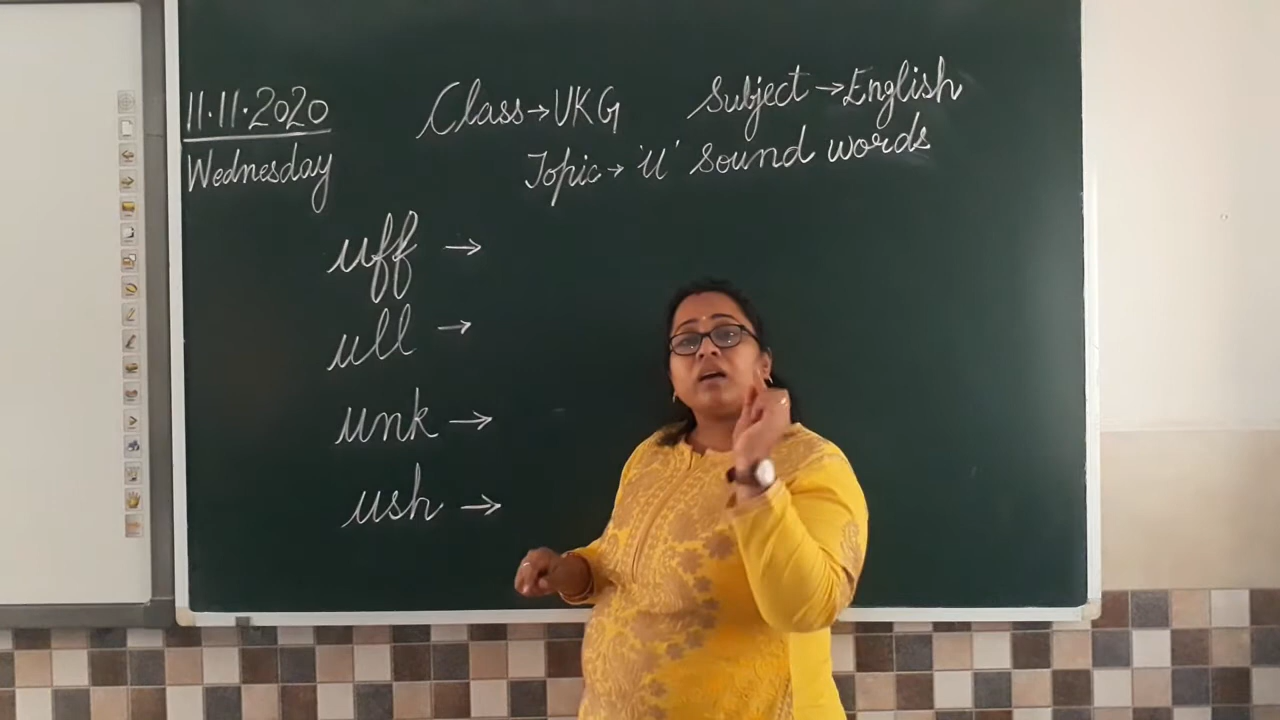 11.11.2020 Class → UKG Subject → English
Wednesday Topic → 'U' Sound words
uff →
ull →
unk →
ush →